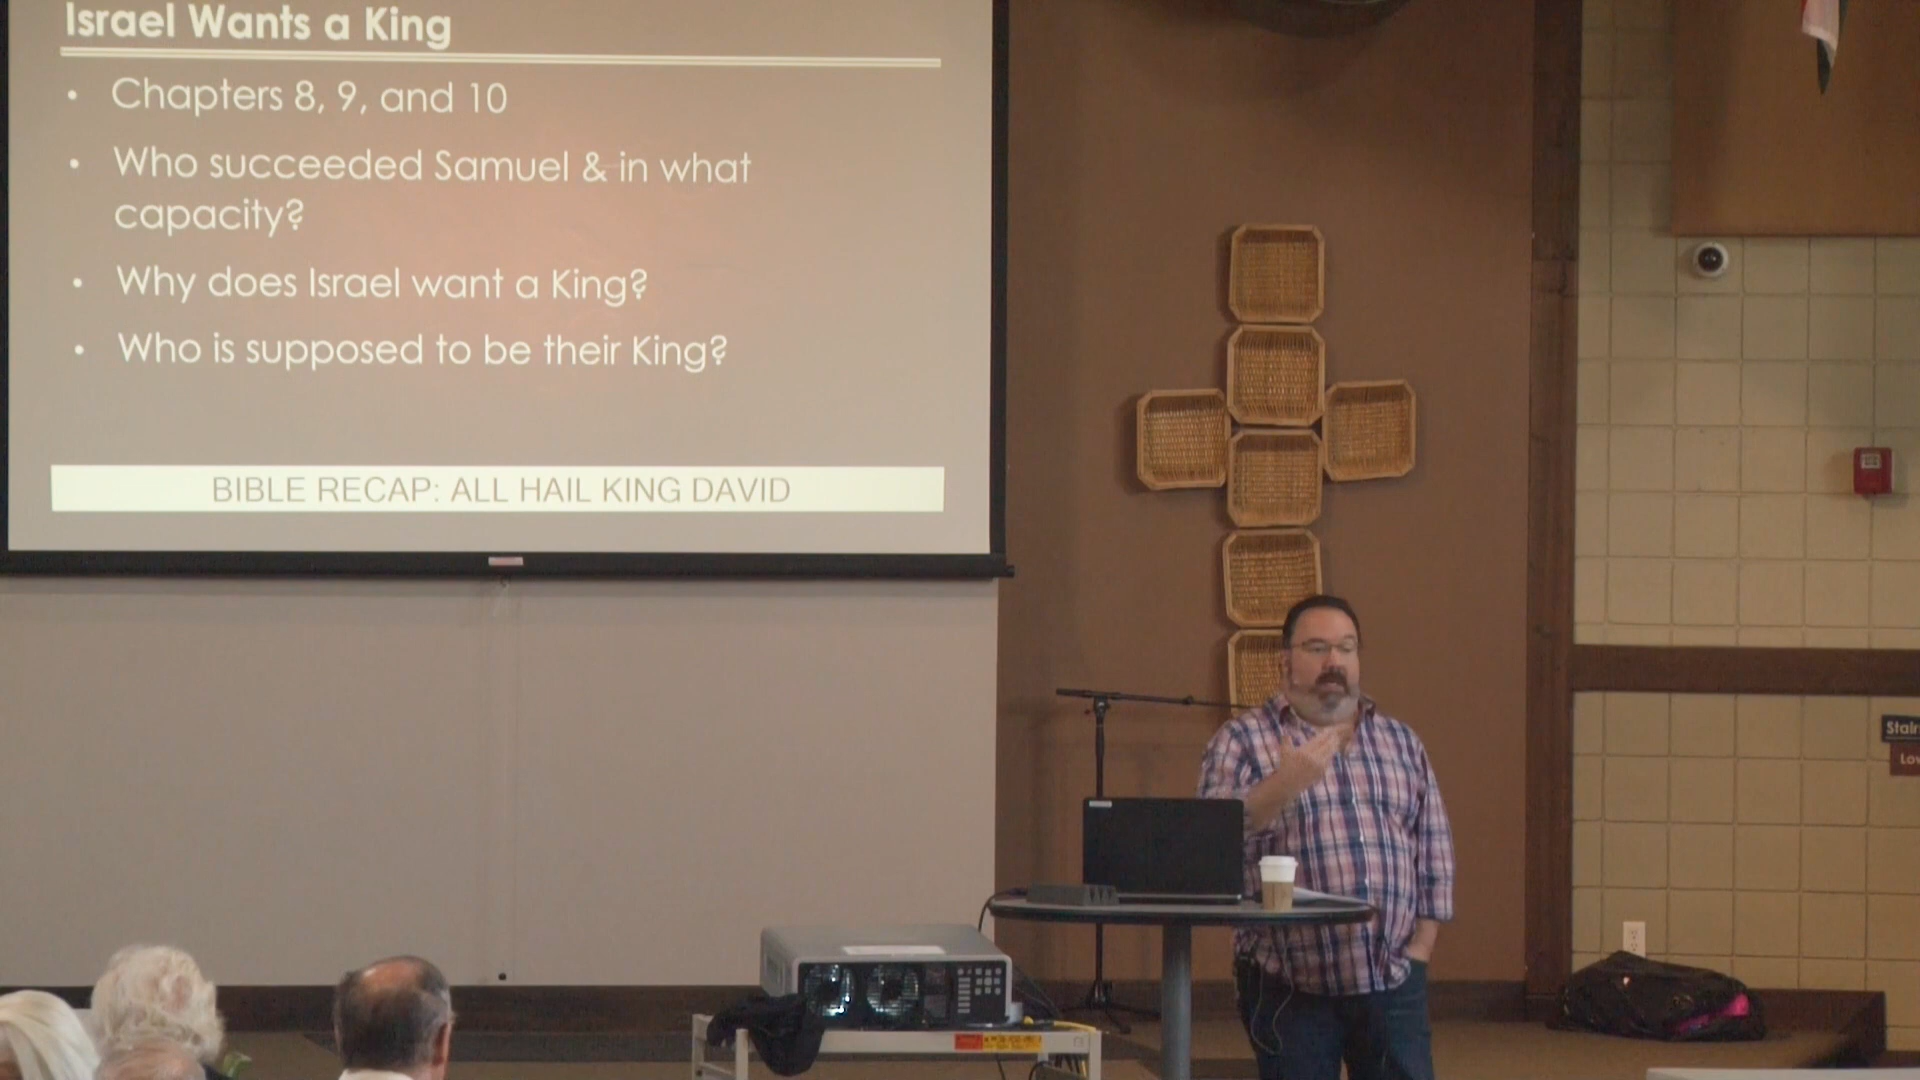 Israel Wants a King
• Chapters 8, 9, and 10
• Who succeeded Samuel & in what
capacity?
• Why does Israel want a King?
• Who is supposed to be their King?
BIBLE RECAP: ALL HAIL KING DAVID